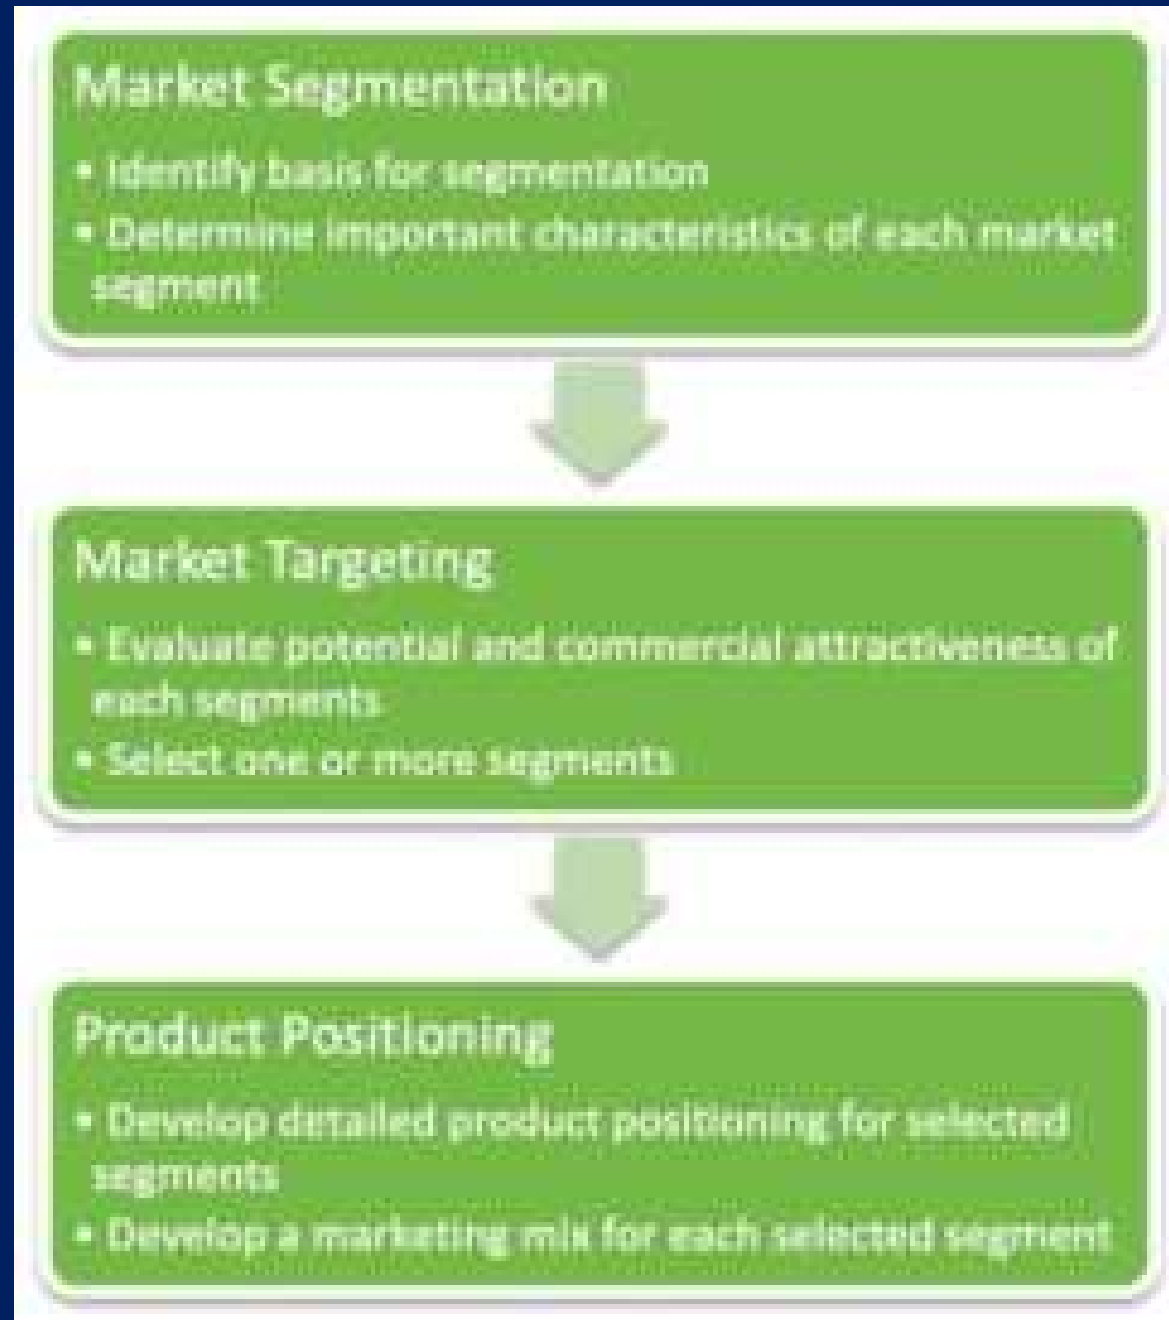 Market Segmentation
• Identify basis for segmentation
• Determine important characteristics of each market
segment
Market Targeting
• Evaluate potential and commercial attractiveness of
each segments
• Select one or more segments
Product Positioning
• Develop detailed product positioning for selected
segments
• Develop a marketing mix for each selected segment